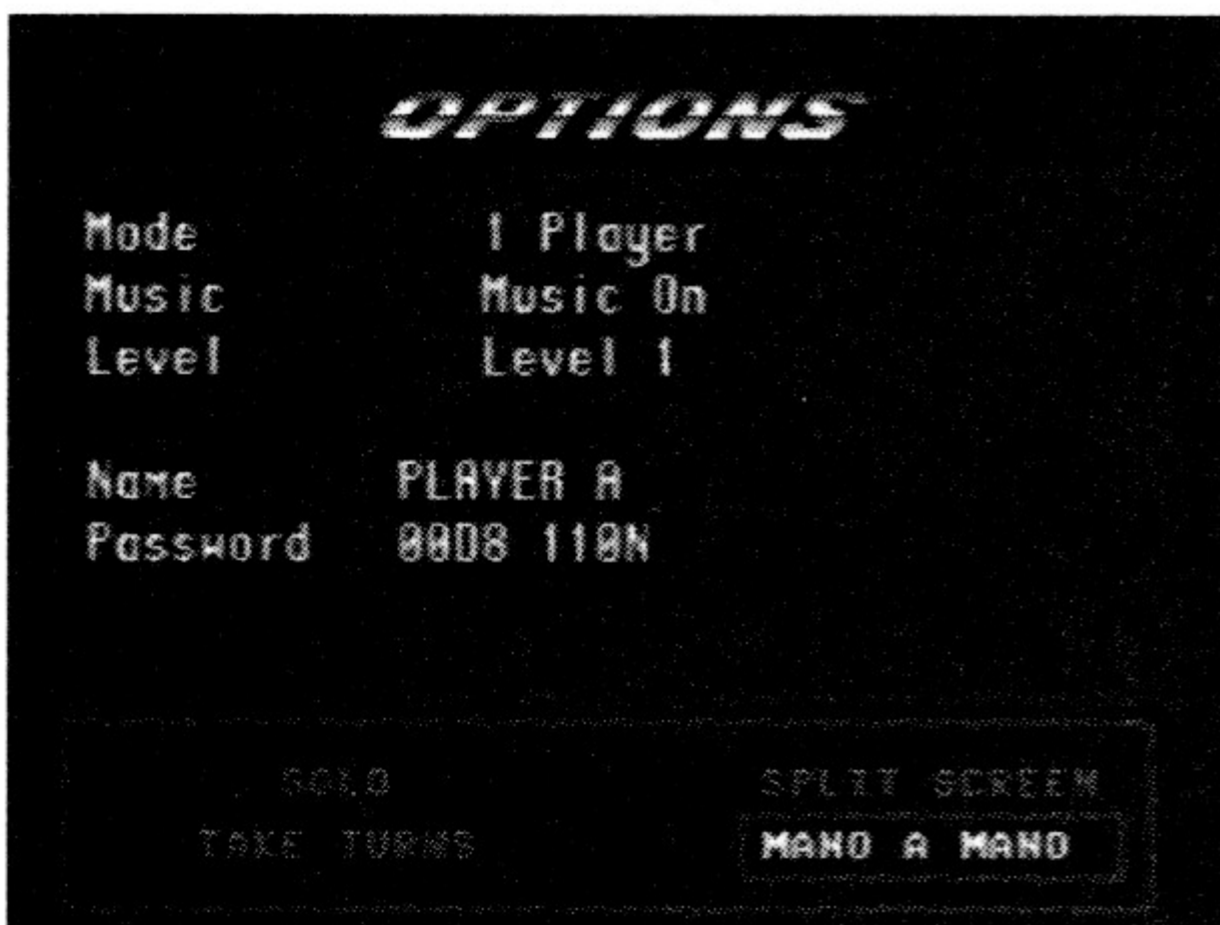 OPTIONS
Mode 1 Player
Music Music On
Level Level 1
Name PLAYER A
Password 00D8 110N
SOLO SPLIT SCREEN
TAKE TURNS MANO A MANO